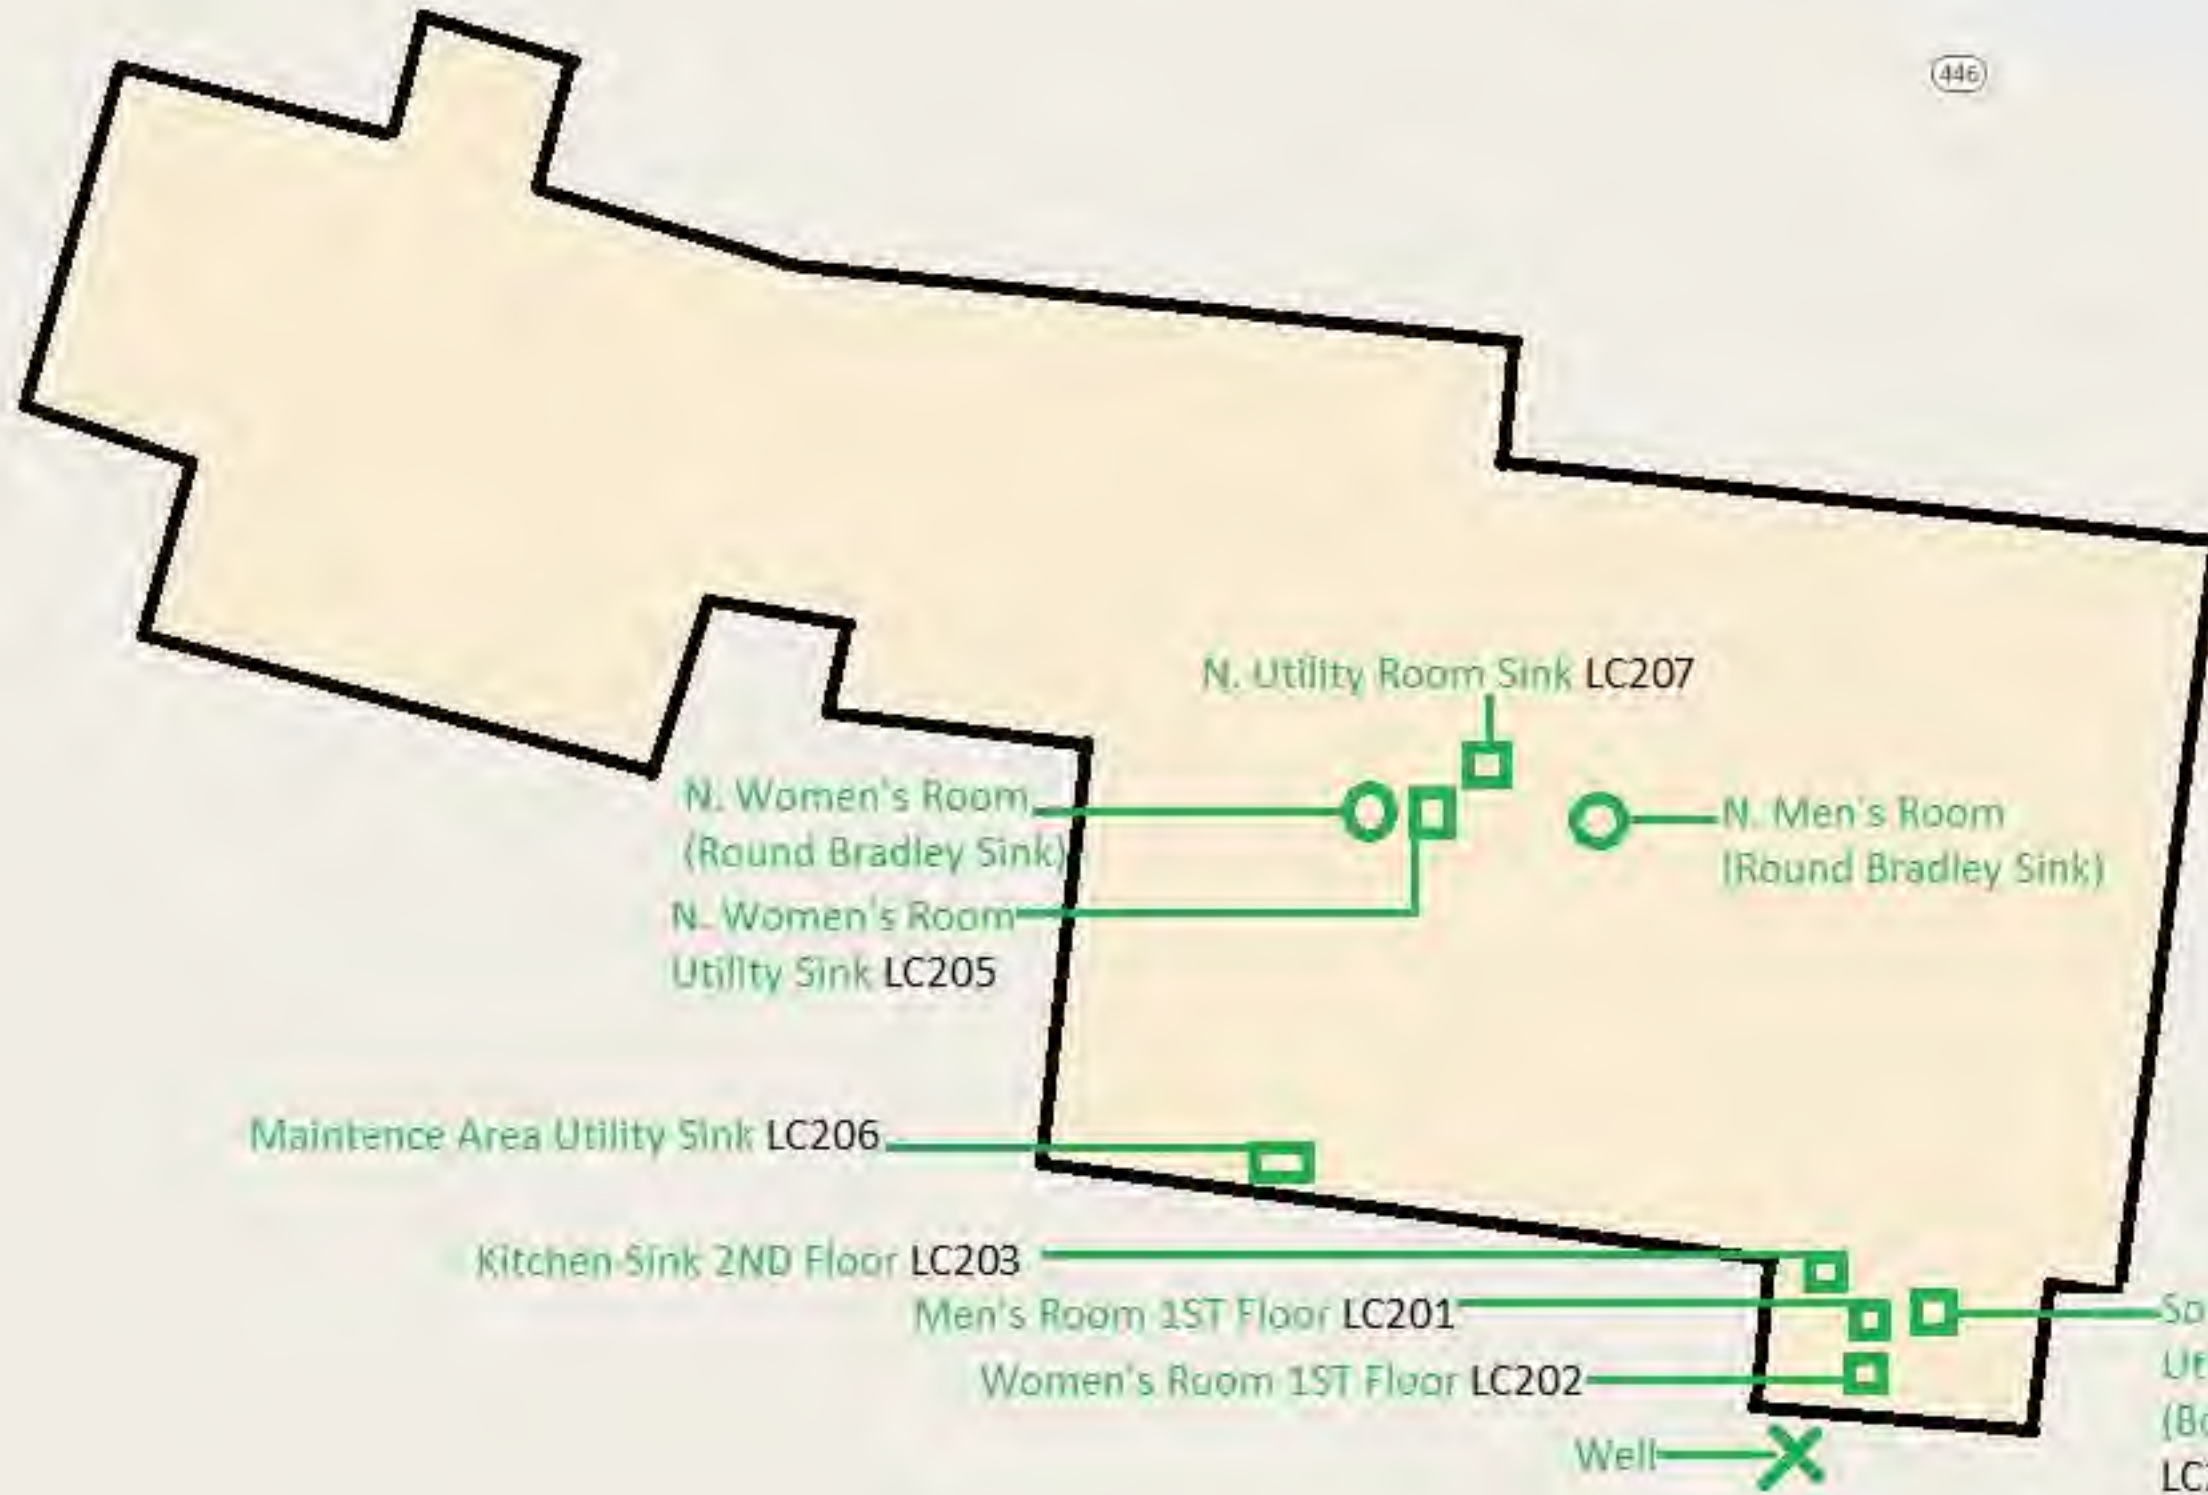 446
N. Utility Room Sink LC207
N. Women's Room
(Round Bradley Sink)
N. Men's Room
(Round Bradley Sink)
N. Women's Room
Utility Sink LC205
Maintence Area Utility Sink LC206
Kitchen Sink 2ND Floor LC203
Men's Room 1ST Floor LC201
Women's Room 1ST Floor LC202
Well